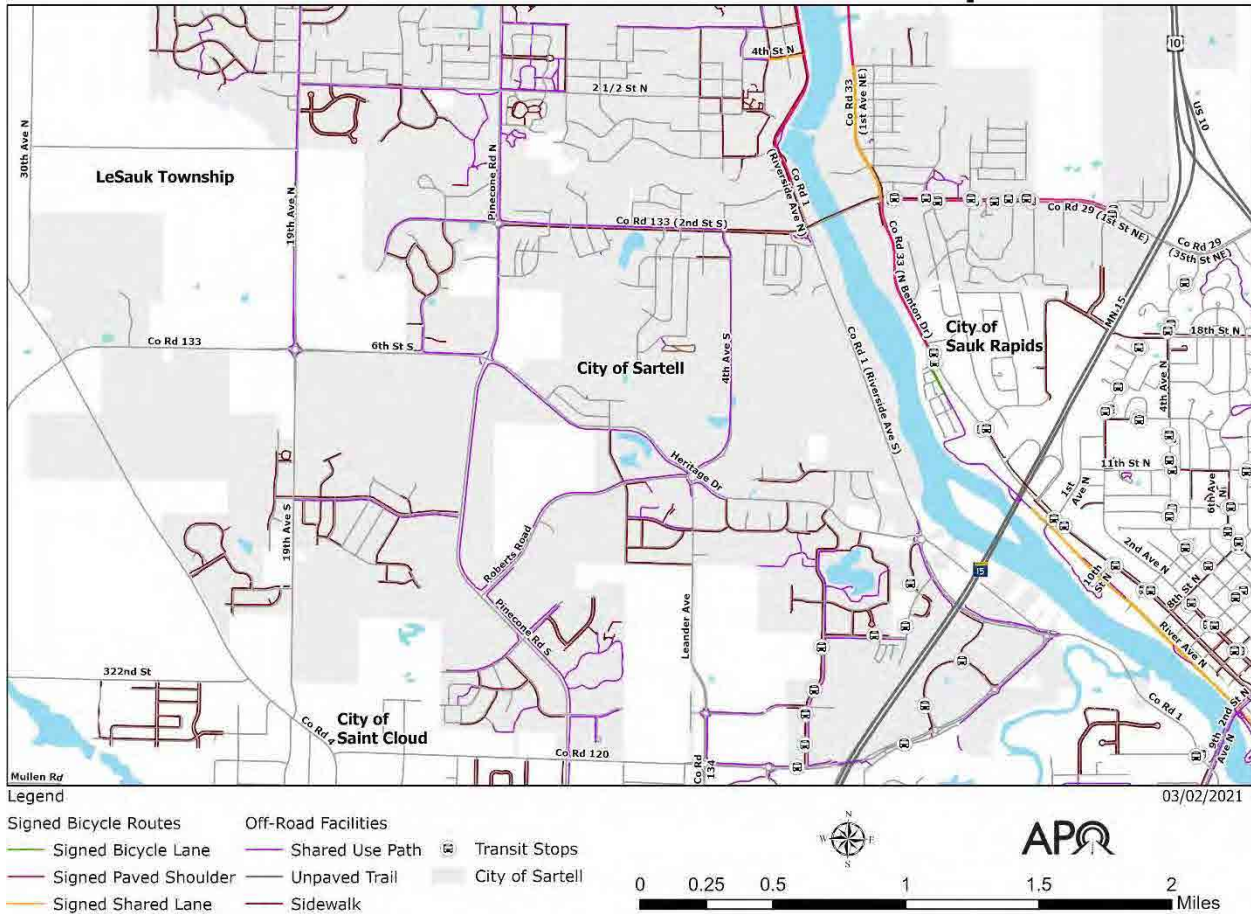 4th St N
10
2 1/2 St N
Co Rd 33
(1st Ave NE)
US 10
30th Ave N
LeSauk Township
19th Ave N
Pinecone Rd N
Co Rd 1
(Riverside Ave N)
Co Rd 133 (2nd St S)
Co Rd 29 (1st St NE)
Co Rd 29
(35th St NE)
Co Rd 33 (N Benton Dr)
MN 15
City of
Sauk Rapids
18th St N
Co Rd 133
6th St S
City of Sartell
4th Ave S
Co Rd 1 (Riverside Ave S)
4th Ave N
Heritage Dr
11th St N
1st
Ave N
6th Ave
N
19th Ave S
Roberts Road
15
2nd Ave N
10th
St N
8th St N
Pinecone Rd S
Leander Ave
River Ave N
322nd St
City of
Saint Cloud
Co Rd 4
Co Rd 120
Co Rd
134
Co Rd 1
2nd St N
9th
Ave N
Mullen Rd
Legend
03/02/2021
Signed Bicycle Routes
Off-Road Facilities
Signed Bicycle Lane
Shared Use Path
Transit Stops
Signed Paved Shoulder
Unpaved Trail
City of Sartell
Signed Shared Lane
Sidewalk
N
W E
S
APO
0 0.25 0.5 1 1.5 2
Miles